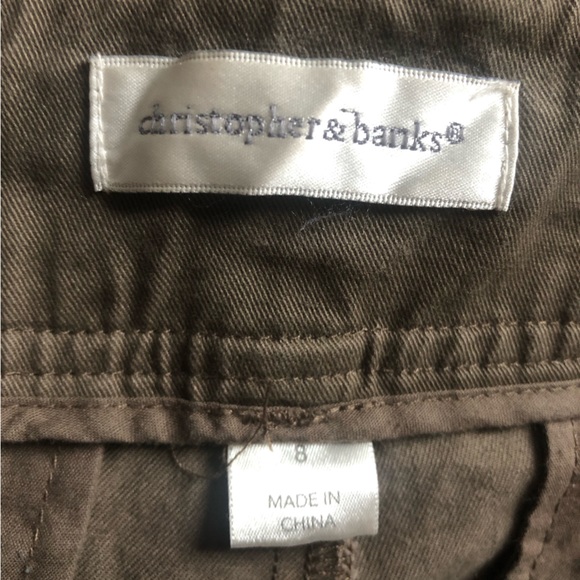 christopher & banks®
8
MADE IN
CHINA